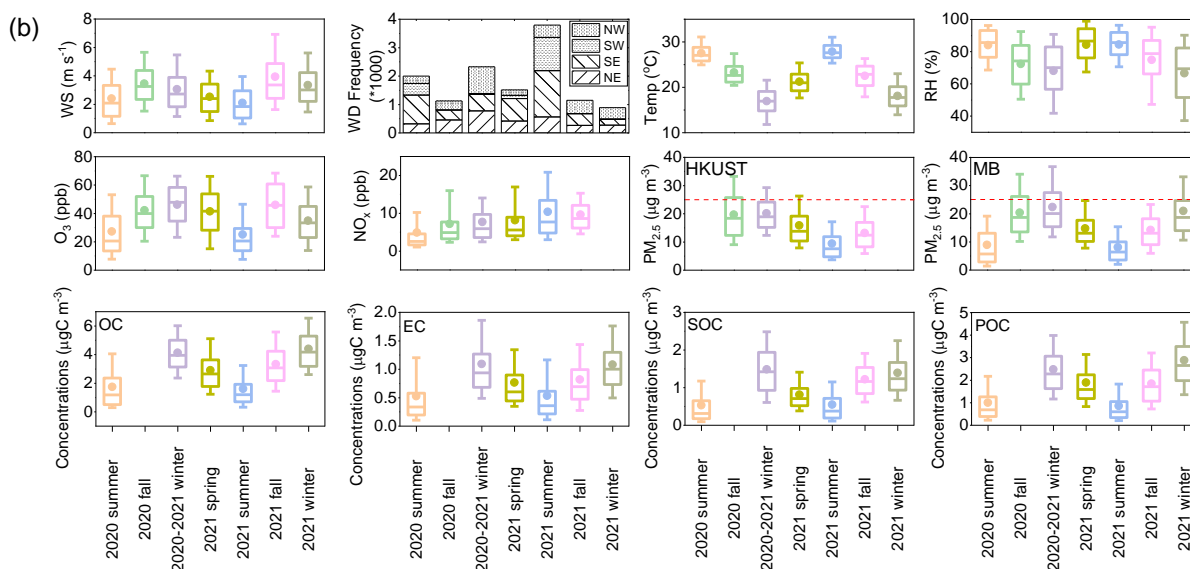 (b)
WS (m s⁻¹)
8
6
4
2
0
WD Frequency
(*1000)
4
3
2
1
0
NW
SW
SE
NE
Temp (°C)
30
20
10
RH (%)
100
80
60
40
O₃ (ppb)
80
60
40
20
0
NOₓ (ppb)
20
10
0
HKUST
PM₂.₅ (µg m⁻³)
40
30
20
10
0
MB
PM₂.₅ (µg m⁻³)
40
30
20
10
0
OC
Concentrations (µgC m⁻³)
6
4
2
0
EC
Concentrations (µgC m⁻³)
2.0
1.5
1.0
0.5
0.0
SOC
Concentrations (µgC m⁻³)
3
2
1
0
POC
Concentrations (µgC m⁻³)
5
4
3
2
1
0
2020 summer
2020 fall
2020-2021 winter
2021 spring
2021 summer
2021 fall
2021 winter
2020 summer
2020 fall
2020-2021 winter
2021 spring
2021 summer
2021 fall
2021 winter
2020 summer
2020 fall
2020-2021 winter
2021 spring
2021 summer
2021 fall
2021 winter
2020 summer
2020 fall
2020-2021 winter
2021 spring
2021 summer
2021 fall
2021 winter